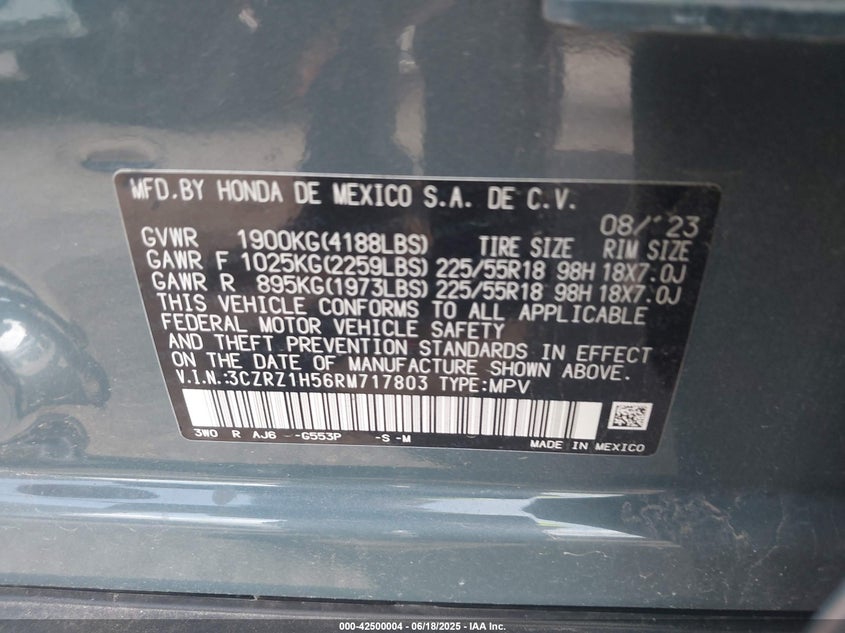 MFD.BY HONDA DE MEXICO S.A. DE C.V.
08/'23
GVWR 1900KG(4188LBS) TIRE SIZE RIM SIZE
GAWR F 1025KG(2259LBS) 225/55R18 98H 18X7.0J
GAWR R 895KG(1973LBS) 225/55R18 98H 18X7.0J
THIS VEHICLE CONFORMS TO ALL APPLICABLE
FEDERAL MOTOR VEHICLE SAFETY
AND THEFT PREVENTION STANDARDS IN EFFECT
ON THE DATE OF MANUFACTURE SHOWN ABOVE.
V.I.N.:3CZRZ1H56RM717803 TYPE:MPV
3W0 R AJ6 -G553P -S -M
MADE IN MEXICO
000-42500004 - 06/18/2025 - IAA Inc.